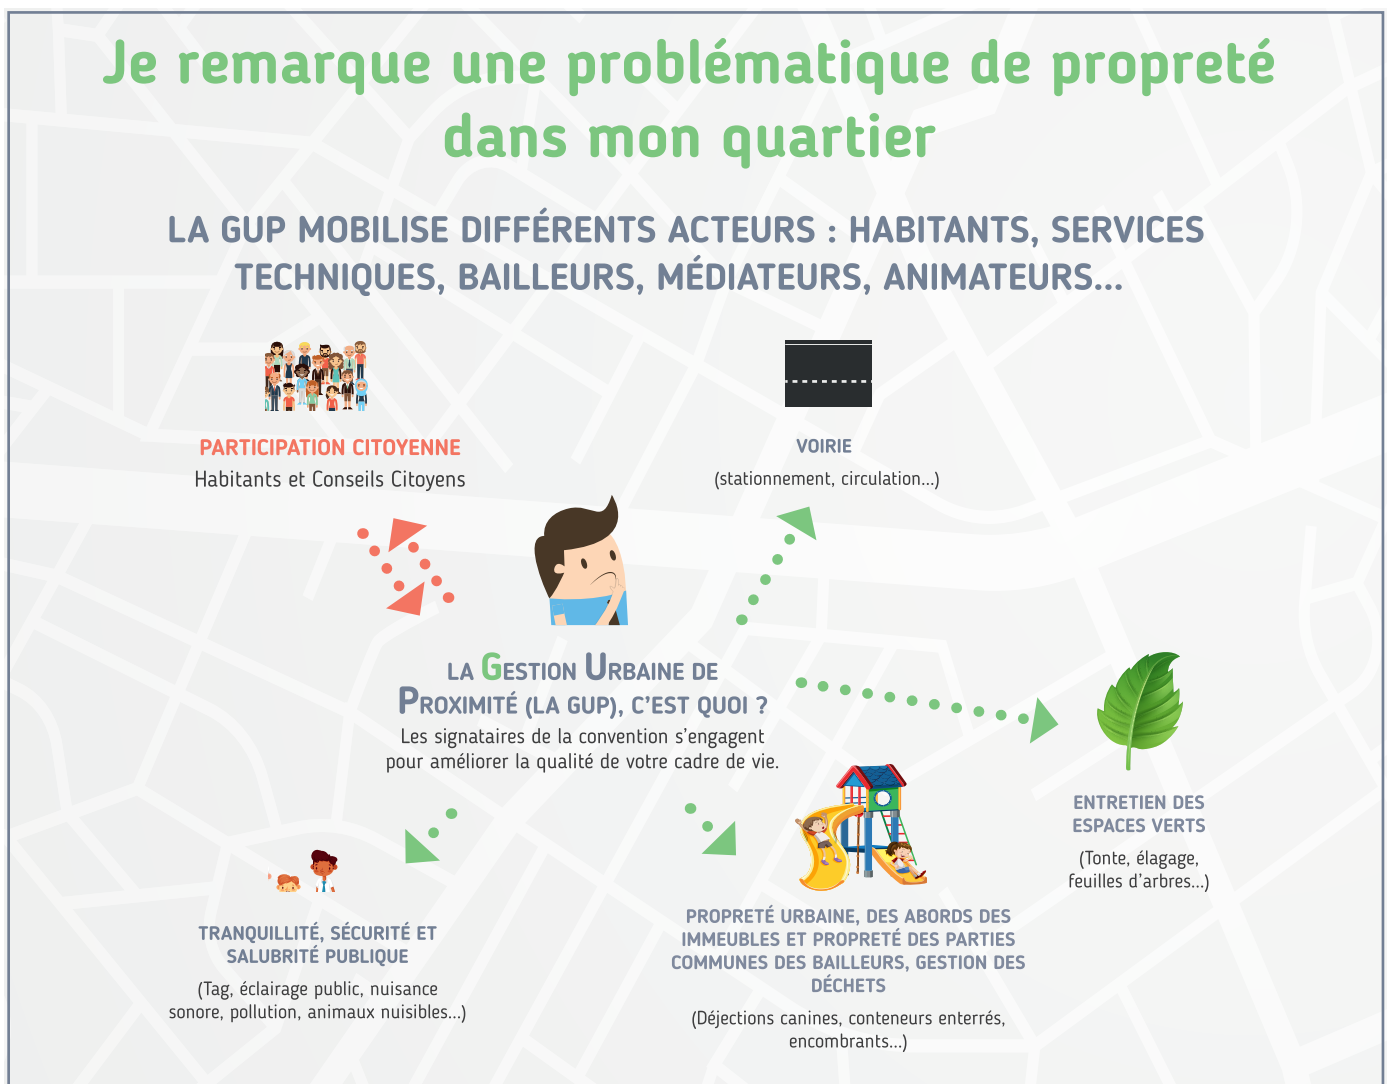 Je remarque une problématique de propreté
dans mon quartier
LA GUP MOBILISE DIFFÉRENTS ACTEURS : HABITANTS, SERVICES
TECHNIQUES, BAILLEURS, MÉDIATEURS, ANIMATEURS...
PARTICIPATION CITOYENNE
Habitants et Conseils Citoyens
VOIRIE
(stationnement, circulation...)
LA GESTION URBAINE DE
PROXIMITÉ (LA GUP), C'EST QUOI ?
Les signataires de la convention s'engagent
pour améliorer la qualité de votre cadre de vie.
ENTRETIEN DES
ESPACES VERTS
(Tonte, élagage,
feuilles d'arbres...)
TRANQUILLITÉ, SÉCURITÉ ET
SALUBRITÉ PUBLIQUE
(Tag, éclairage public, nuisance
sonore, pollution, animaux nuisibles...)
PROPRETÉ URBAINE, DES ABORDS DES
IMMEUBLES ET PROPRETÉ DES PARTIES
COMMUNES DES BAILLEURS, GESTION DES
DÉCHETS
(Déjections canines, conteneurs enterrés,
encombrants...)